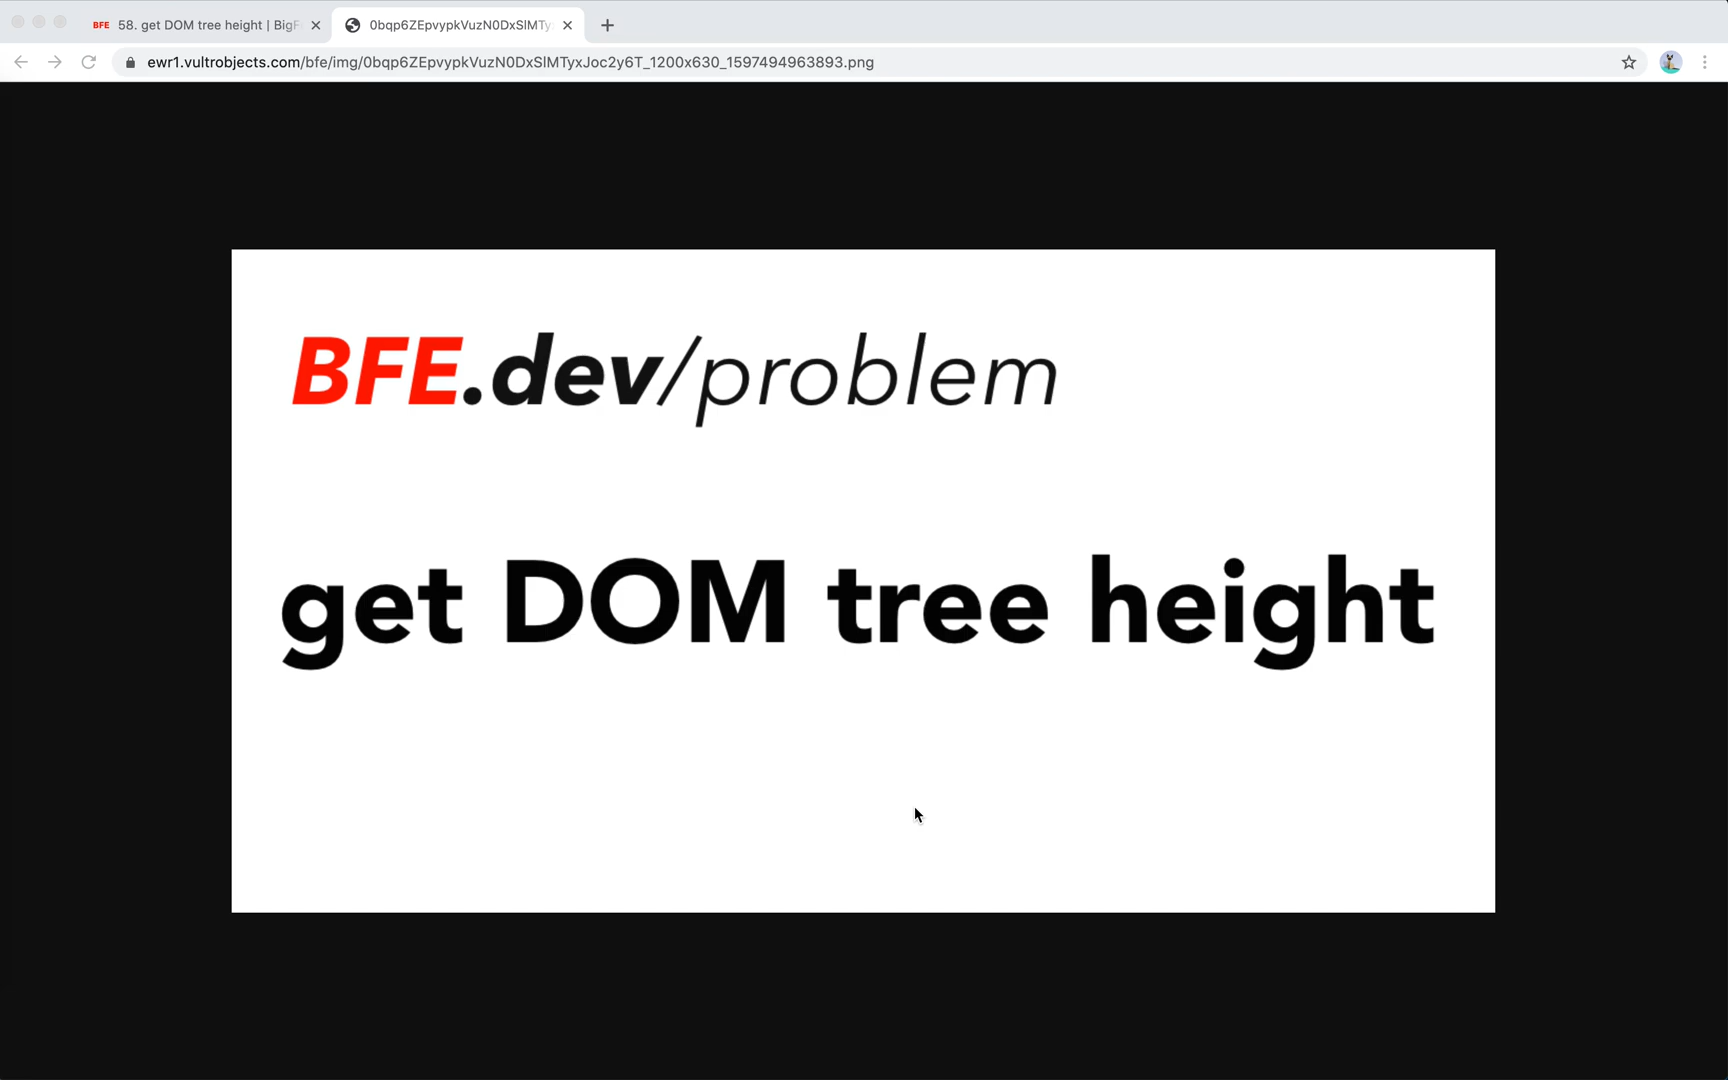 58. get DOM tree height | BigF
0bqp6ZEpvypkVuzN0DxSlMTy
ewr1.vultrobjects.com/bfe/img/0bqp6ZEpvypkVuzN0DxSlMTyxJoc2y6T_1200x630_1597494963893.png
BFE.dev/problem
get DOM tree height